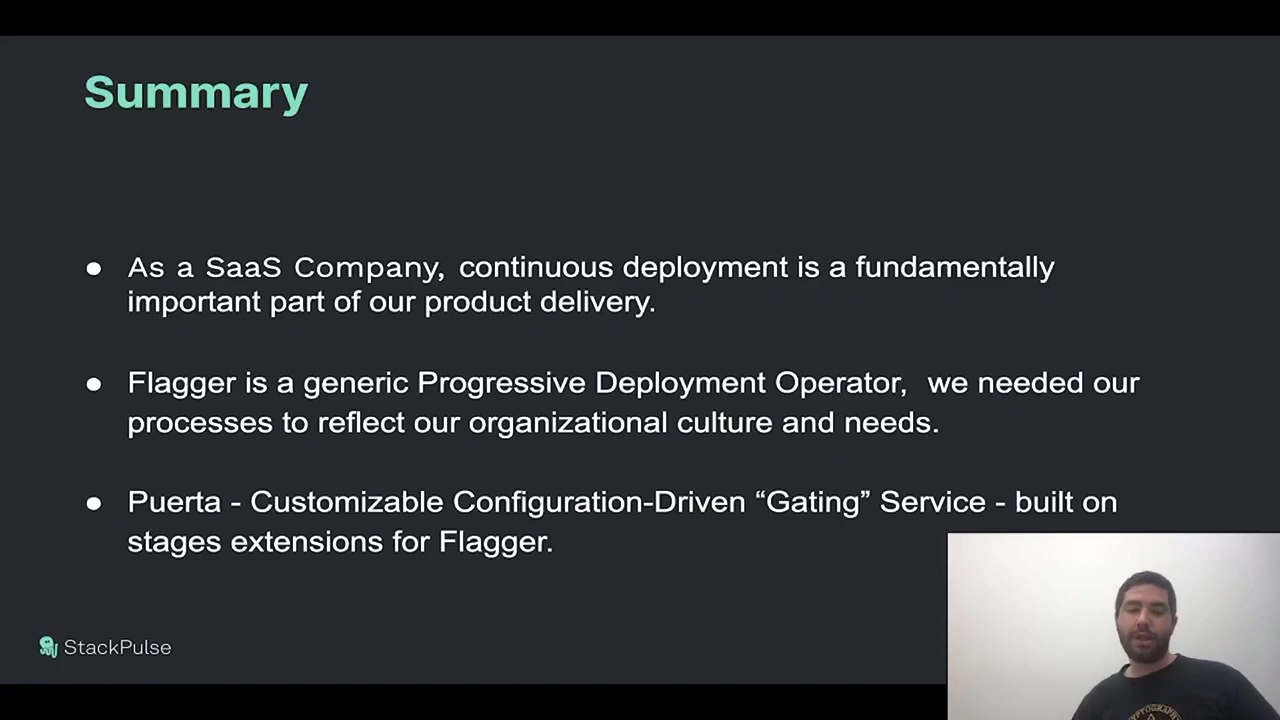 Summary
● As a SaaS Company, continuous deployment is a fundamentally
important part of our product delivery.
● Flagger is a generic Progressive Deployment Operator,  we needed our
processes to reflect our organizational culture and needs.
● Puerta - Customizable Configuration-Driven “Gating” Service - built on
stages extensions for Flagger.
StackPulse